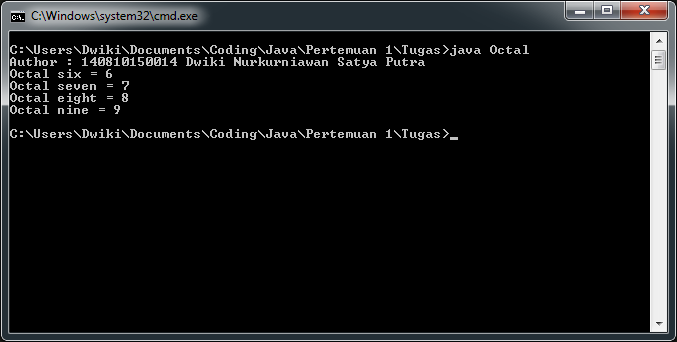 C:\Windows\system32\cmd.exe
C:\Users\Dwiki\Documents\Coding\Java\Pertemuan 1\Tugas>java Octal
Author : 140810150014 Dwiki Nurkurniawan Satya Putra
Octal six = 6
Octal seven = 7
Octal eight = 8
Octal nine = 9
C:\Users\Dwiki\Documents\Coding\Java\Pertemuan 1\Tugas>_